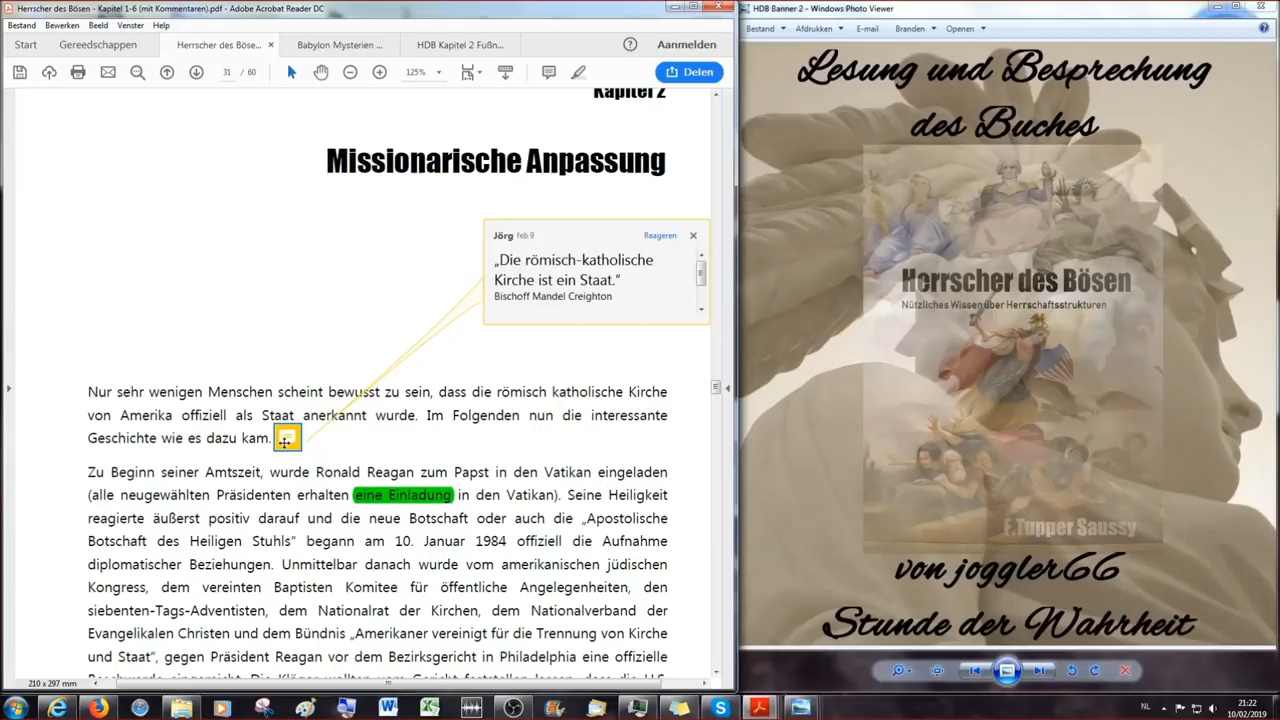 Herrscher des Bösen - Kapitel 1-6 (mit Kommentaren).pdf - Adobe Acrobat Reader DC
Bestand Bewerken Beeld Venster Help
Start Gereedschappen Herrscher des Böse... × Babylon Mysterien ... HDB Kapitel 2 Fußn... Aanmelden
31 / 60 125% Delen
Kapitel 2
Missionarische Anpassung
Jörg feb 9 Reageren
„Die römisch-katholische
Kirche ist ein Staat.“
Bischoff Mandel Creighton
Nur sehr wenigen Menschen scheint bewusst zu sein, dass die römisch katholische Kirche
von Amerika offiziell als Staat anerkannt wurde. Im Folgenden nun die interessante
Geschichte wie es dazu kam.
Zu Beginn seiner Amtszeit, wurde Ronald Reagan zum Papst in den Vatikan eingeladen
(alle neugewählten Präsidenten erhalten eine Einladung in den Vatikan). Seine Heiligkeit
reagierte äußerst positiv darauf und die neue Botschaft oder auch die „Apostolische
Botschaft des Heiligen Stuhls“ begann am 10. Januar 1984 offiziell die Aufnahme
diplomatischer Beziehungen. Unmittelbar danach wurde vom amerikanischen jüdischen
Kongress, dem vereinten Baptisten Komitee für öffentliche Angelegenheiten, den
siebenten-Tags-Adventisten, dem Nationalrat der Kirchen, dem Nationalverband der
Evangelikalen Christen und dem Bündnis „Amerikaner vereinigt für die Trennung von Kirche
und Staat“, gegen Präsident Reagan vor dem Bezirksgericht in Philadelphia eine offizielle
210 x 297 mm
HDB Banner 2 - Windows Photo Viewer
Bestand Afdrukken E-mail Branden Openen
Lesung und Besprechung
des Buches
Herrscher des Bösen
Nützliches Wissen über Herrschaftsstrukturen
F.Tupper Saussy
von joggler66
Stunde der Wahrheit
NL 21:22
10/02/2019